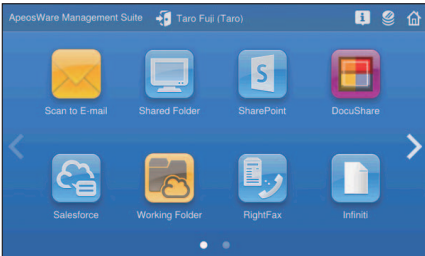 ApeosWare Management Suite Taro Fuji (Taro)
Scan to E-mail Shared Folder SharePoint DocuShare
Salesforce Working Folder RightFax Infiniti